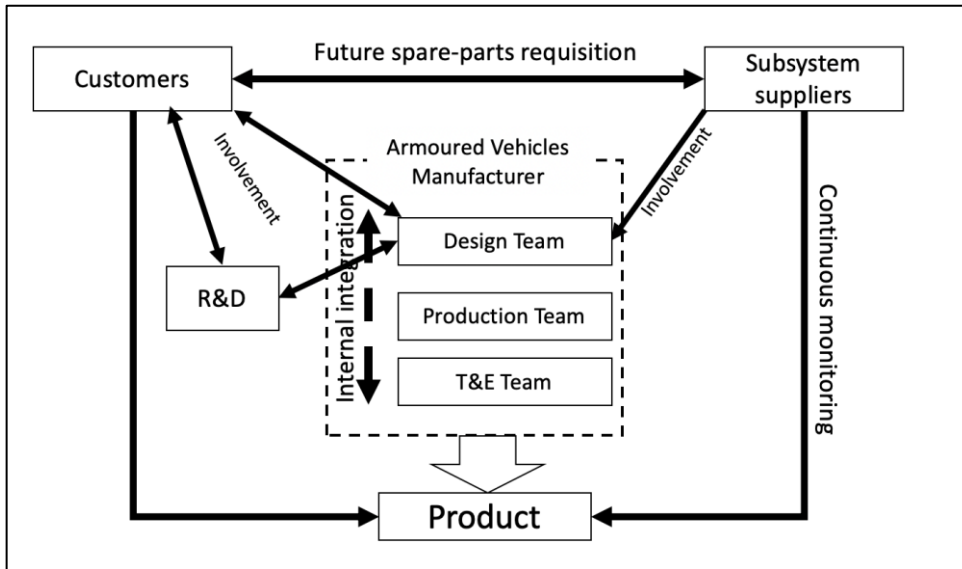 Future spare-parts requisition
Customers
Subsystem
suppliers
Involvement
Armoured Vehicles
Manufacturer
Involvement
Design Team
R&D
Internal integration
Production Team
T&E Team
Continuous monitoring
Product